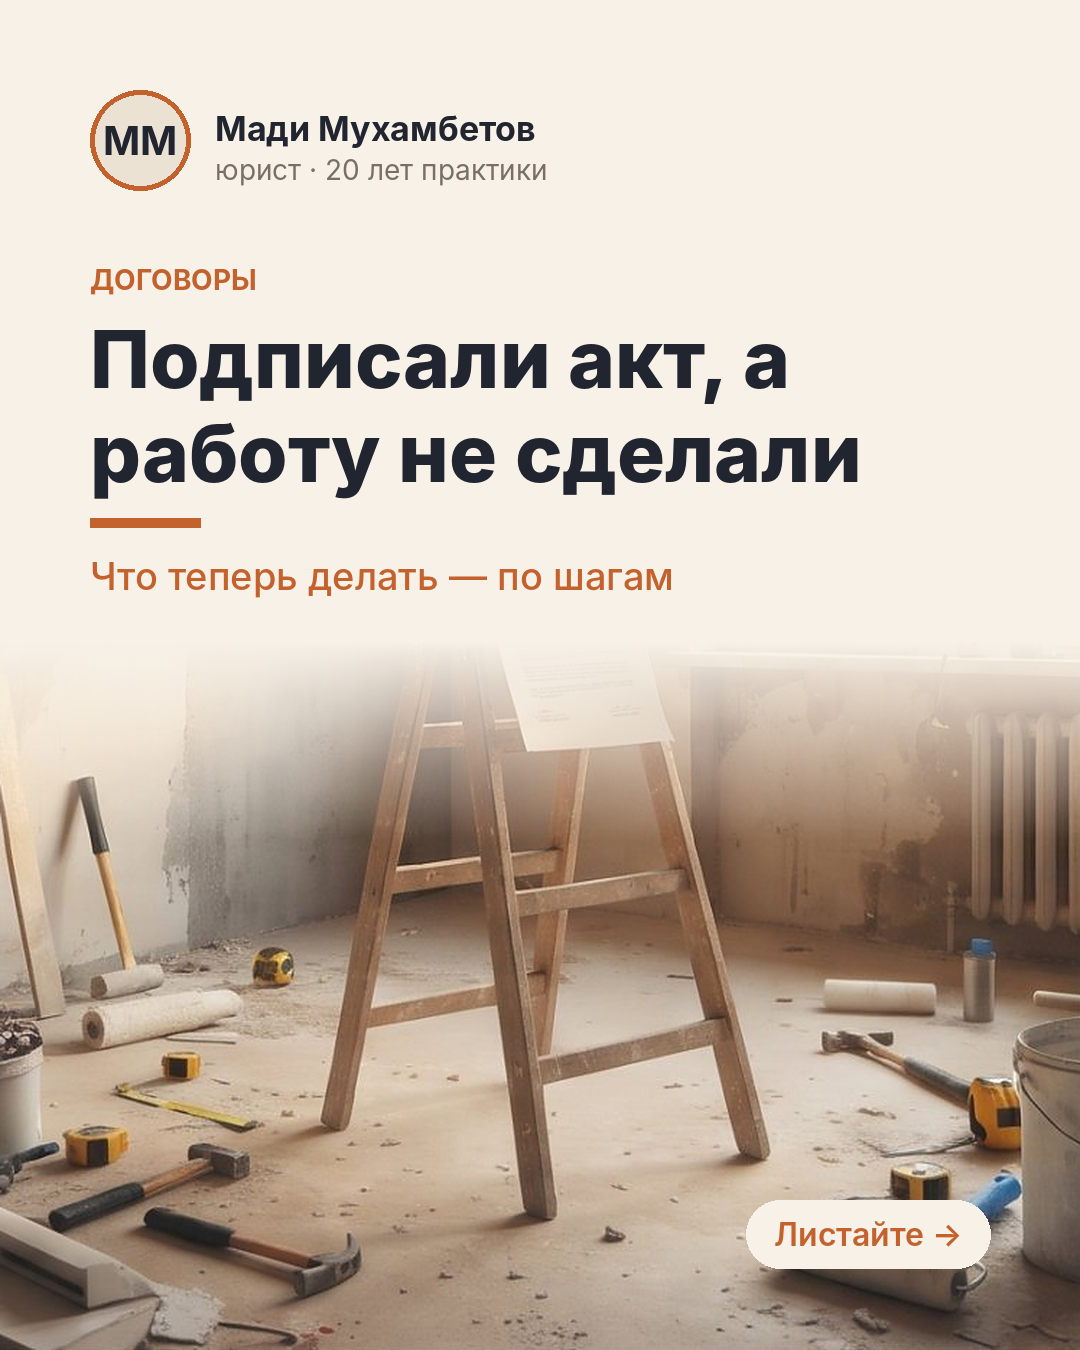 ММ
Мади Мухамбетов
юрист · 20 лет практики
ДОГОВОРЫ
Подписали акт, а
работу не сделали
Что теперь делать — по шагам
Листайте →